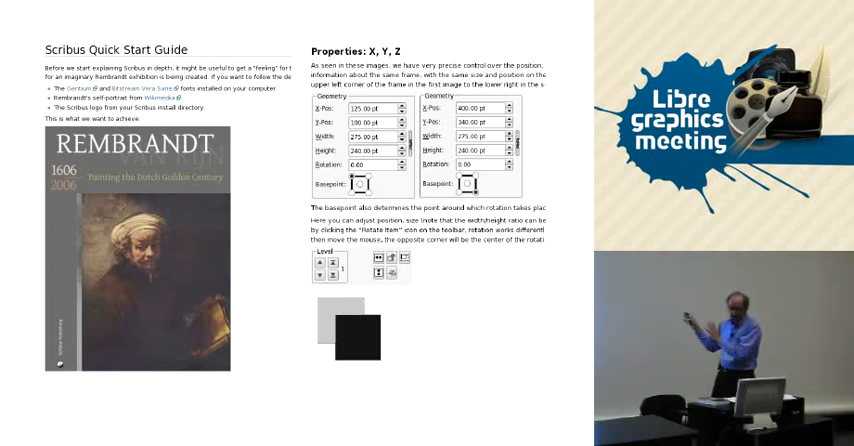 Scribus Quick Start Guide
Before we start explaining Scribus in depth, it might be useful to get a "feeling" for t
for an imaginary Rembrandt exhibition is being created. If you want to follow the de
The Gentium and Bitstream Vera Sans fonts installed on your computer
Rembrandt's self-portrait from Wikimedia
The Scribus logo from your Scribus install directory.
This is what we want to achieve:
REMBRANDT
VAN RIJN
1606
2006
Painting the Dutch Golden Century
Properties: X, Y, Z
As seen in these images, we have very precise control over the position,
information about the same frame, with the same size and position on the
upper left corner of the frame in the first image to the lower right in the s
Geometry
X-Pos: 125.00 pt
Y-Pos: 100.00 pt
Width: 275.00 pt
Height: 240.00 pt
Rotation: 0.00
Basepoint:
Geometry
X-Pos: 400.00 pt
Y-Pos: 340.00 pt
Width: 275.00 pt
Height: 240.00 pt
Rotation: 0.00
Basepoint:
The basepoint also determines the point around which rotation takes plac
Here you can adjust position, size (note that the width/height ratio can be
by clicking the "Rotate Item" icon on the toolbar, rotation works differentl
then move the mouse, the opposite corner will be the center of the rotati
Level
1
Libre
graphics
meeting